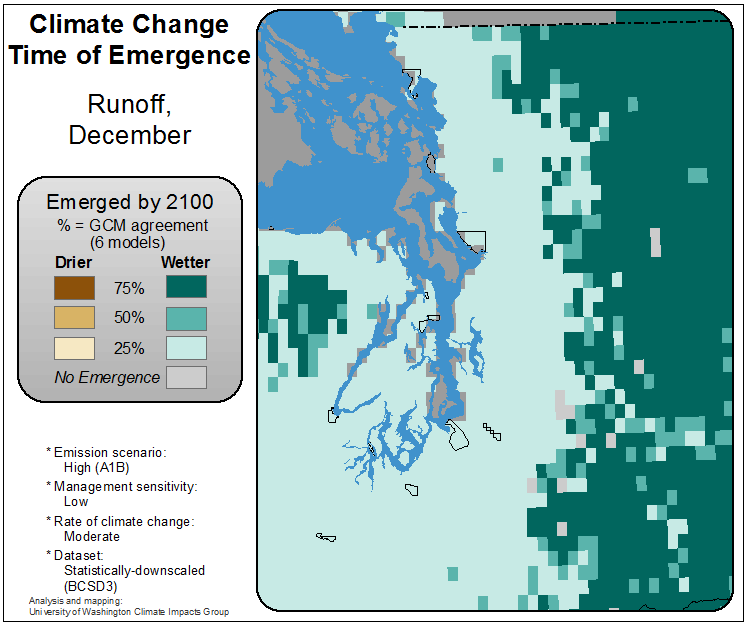 Climate Change
Time of Emergence
Runoff,
December
Emerged by 2100
% = GCM agreement
(6 models)
Drier Wetter
75%
50%
25%
No Emergence
* Emission scenario:
High (A1B)
* Management sensitivity:
Low
* Rate of climate change:
Moderate
* Dataset:
Statistically-downscaled
(BCSD3)
Analysis and mapping:
University of Washington Climate Impacts Group